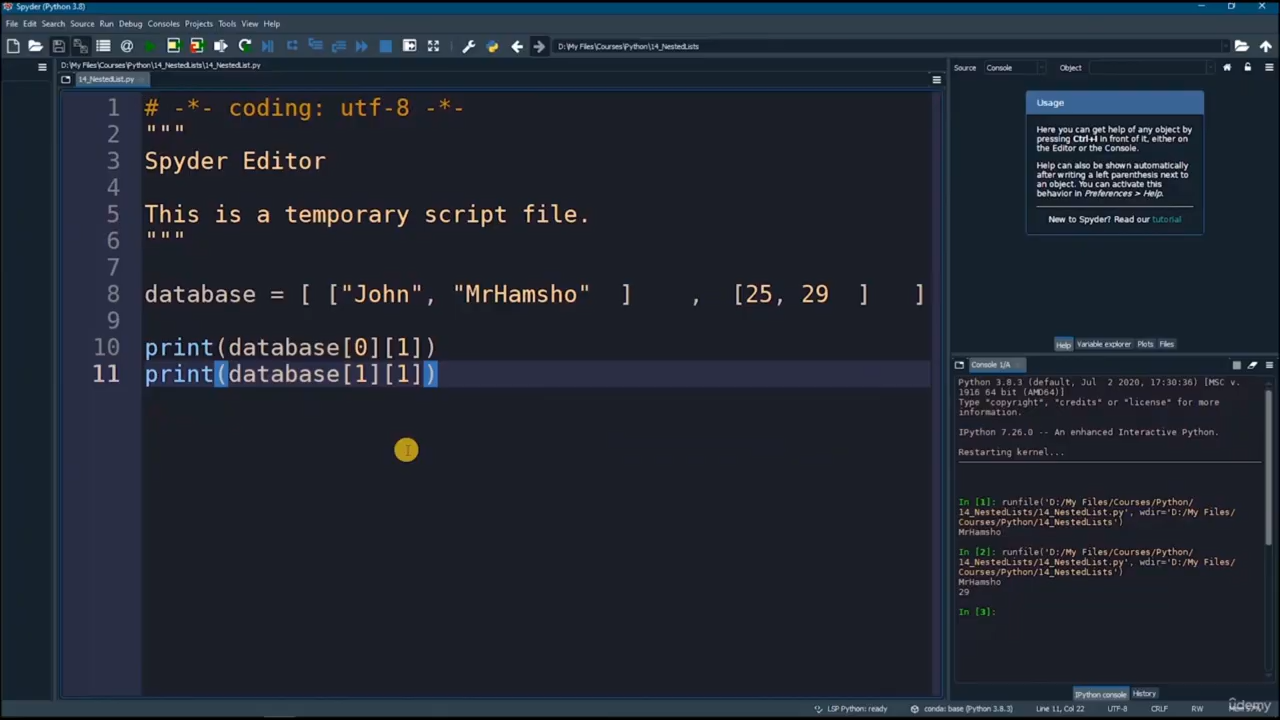 Spyder (Python 3.8)
File Edit Search Source Run Debug Consoles Projects Tools View Help
D:\My Files\Courses\Python\14_NestedLists
D:\My Files\Courses\Python\14_NestedLists\14_NestedList.py
14_NestedList.py
1 # -*- coding: utf-8 -*-
2 """
3 Spyder Editor
4
5 This is a temporary script file.
6 """
7
8 database = [ ["John", "MrHamsho" ] , [25, 29 ] ]
9
10 print(database[0][1])
11 print(database[1][1])
Source Console Object
Usage
Here you can get help of any object by
pressing Ctrl+I in front of it, either on
the Editor or the Console.
Help can also be shown automatically
after writing a left parenthesis next to
an object. You can activate this
behavior in Preferences > Help.
New to Spyder? Read our tutorial
Help Variable explorer Plots Files
Console 1/A
Python 3.8.3 (default, Jul 2 2020, 17:30:36) [MSC v.
1916 64 bit (AMD64)]
Type "copyright", "credits" or "license" for more
information.
IPython 7.26.0 -- An enhanced Interactive Python.
Restarting kernel...
In [1]: runfile('D:/My Files/Courses/Python/
14_NestedLists/14_NestedList.py', wdir='D:/My Files/
Courses/Python/14_NestedLists')
MrHamsho
In [2]: runfile('D:/My Files/Courses/Python/
14_NestedLists/14_NestedList.py', wdir='D:/My Files/
Courses/Python/14_NestedLists')
MrHamsho
29
In [3]:
IPython console History
LSP Python: ready conda: base (Python 3.8.3) Line 11, Col 22 UTF-8 CRLF RW
udemy